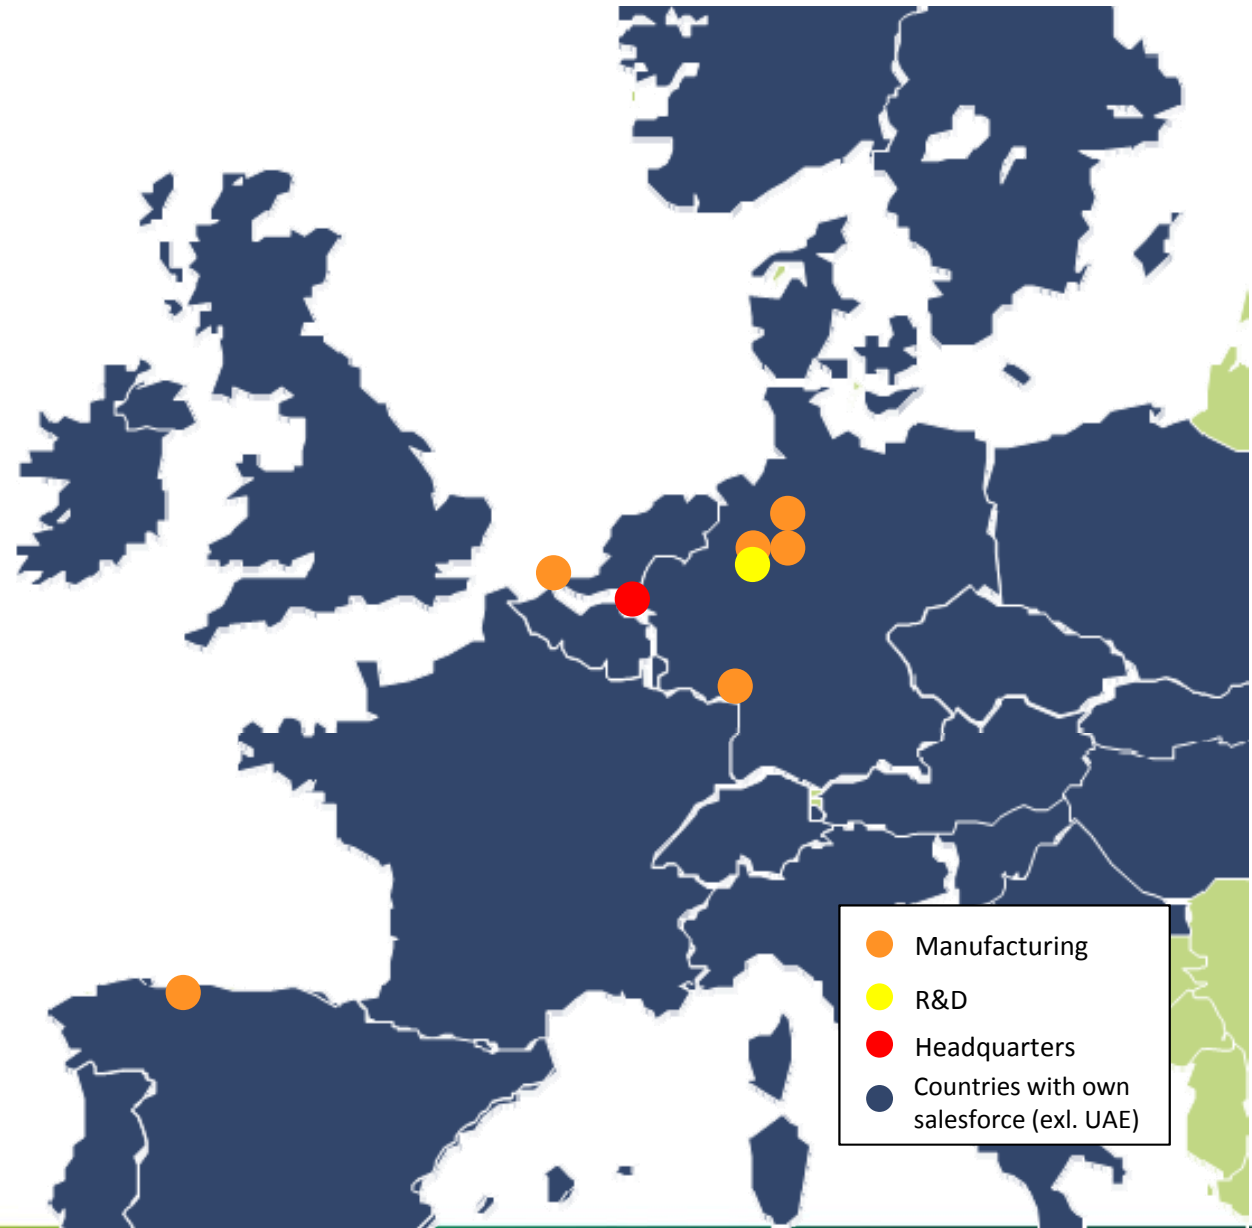 Manufacturing
R&D
Headquarters
Countries with own
salesforce (exl. UAE)